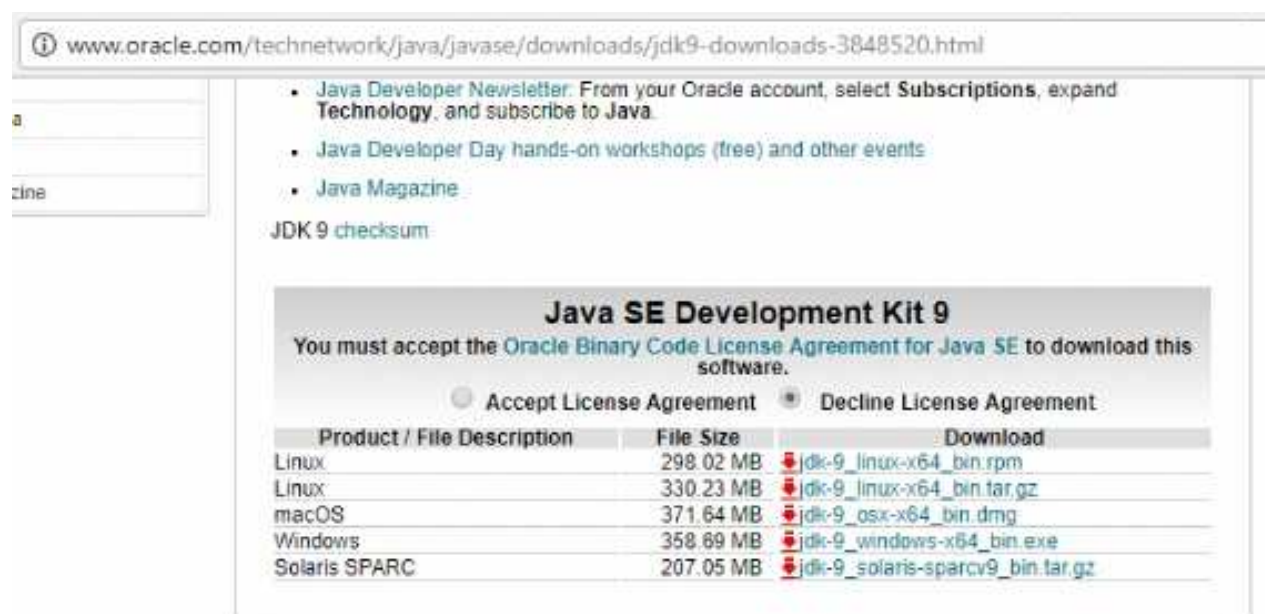 www.oracle.com/technetwork/java/javase/downloads/jdk9-downloads-3848520.html
a
zine
Java Developer Newsletter: From your Oracle account, select Subscriptions, expand
Technology, and subscribe to Java.
Java Developer Day hands-on workshops (free) and other events
Java Magazine
JDK 9 checksum
Java SE Development Kit 9
You must accept the Oracle Binary Code License Agreement for Java SE to download this
software.
Accept License Agreement Decline License Agreement
Product / File Description File Size Download
Linux 298.02 MB jdk-9_linux-x64_bin.rpm
Linux 330.23 MB jdk-9_linux-x64_bin.tar.gz
macOS 371.64 MB jdk-9_osx-x64_bin.dmg
Windows 358.69 MB jdk-9_windows-x64_bin.exe
Solaris SPARC 207.05 MB jdk-9_solaris-sparcv9_bin.tar.gz